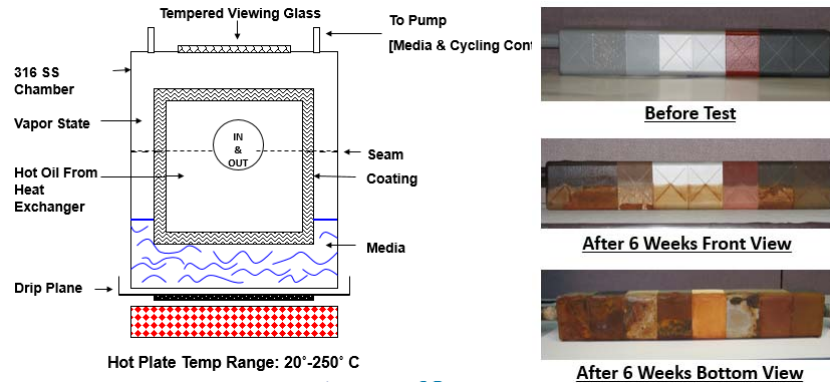 Tempered Viewing Glass
To Pump
[Media & Cycling Cont
316 SS
Chamber
Vapor State
IN
&
OUT
Seam
Hot Oil From
Heat
Exchanger
Coating
Media
Drip Plane
Hot Plate Temp Range: 20˚-250˚ C
Before Test
After 6 Weeks Front View
After 6 Weeks Bottom View